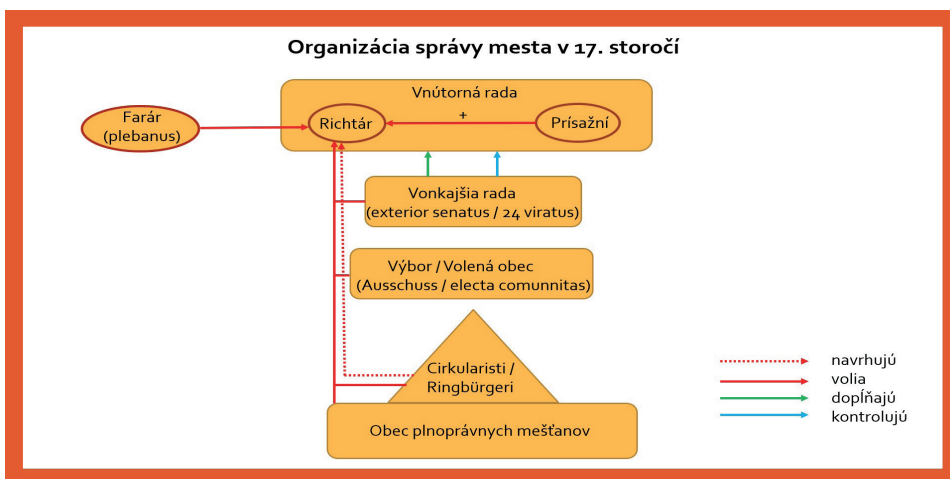 Organizácia správy mesta v 17. storočí
Vnútorná rada
Farár
(plebanus)
Richtár
+
Prísažní
Vonkajšia rada
(exterior senatus / 24 viratus)
Výbor / Volená obec
(Ausschuss / electa comunnitas)
Cirkularisti /
Ringbürgeri
Obec plnoprávnych mešťanov
navrhujú
volia
dopĺňajú
kontrolujú